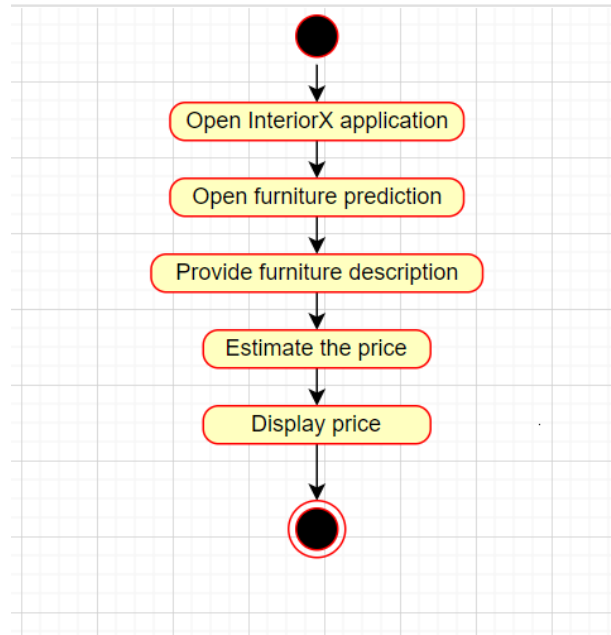 Open InteriorX application
Open furniture prediction
Provide furniture description
Estimate the price
Display price